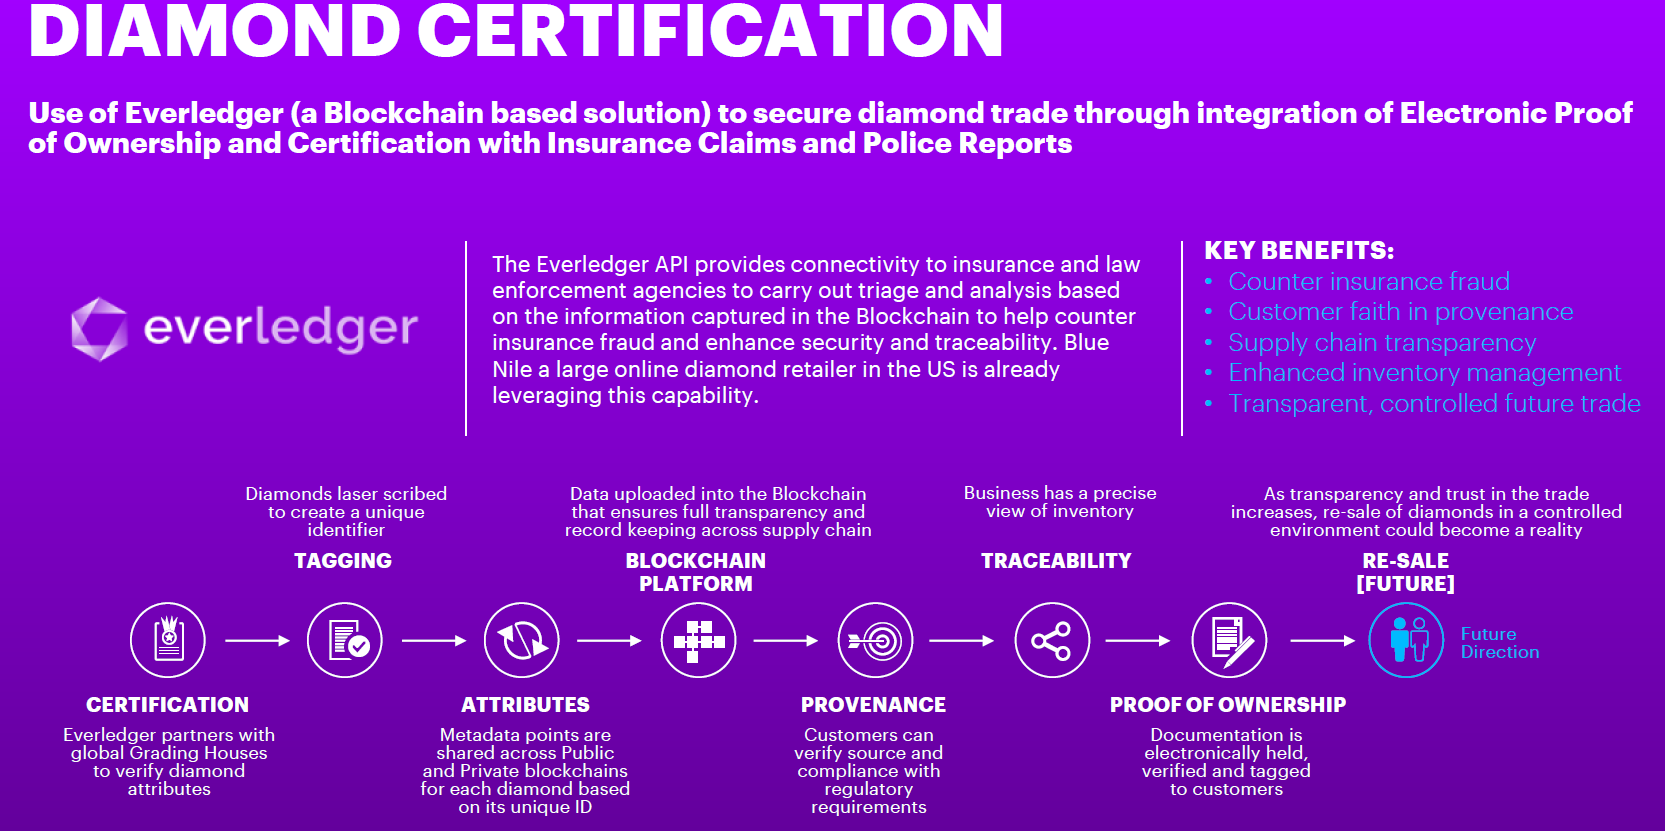 DIAMOND CERTIFICATION
Use of Everledger (a Blockchain based solution) to secure diamond trade through integration of Electronic Proof
of Ownership and Certification with Insurance Claims and Police Reports
everledger
The Everledger API provides connectivity to insurance and law
enforcement agencies to carry out triage and analysis based
on the information captured in the Blockchain to help counter
insurance fraud and enhance security and traceability. Blue
Nile a large online diamond retailer in the US is already
leveraging this capability.
KEY BENEFITS:
• Counter insurance fraud
• Customer faith in provenance
• Supply chain transparency
• Enhanced inventory management
• Transparent, controlled future trade
Diamonds laser scribed
to create a unique
identifier
TAGGING
Data uploaded into the Blockchain
that ensures full transparency and
record keeping across supply chain
BLOCKCHAIN
PLATFORM
Business has a precise
view of inventory
TRACEABILITY
As transparency and trust in the trade
increases, re-sale of diamonds in a controlled
environment could become a reality
RE-SALE
[FUTURE]
Future
Direction
CERTIFICATION
Everledger partners with
global Grading Houses
to verify diamond
attributes
ATTRIBUTES
Metadata points are
shared across Public
and Private blockchains
for each diamond based
on its unique ID
PROVENANCE
Customers can
verify source and
compliance with
regulatory
requirements
PROOF OF OWNERSHIP
Documentation is
electronically held,
verified and tagged
to customers